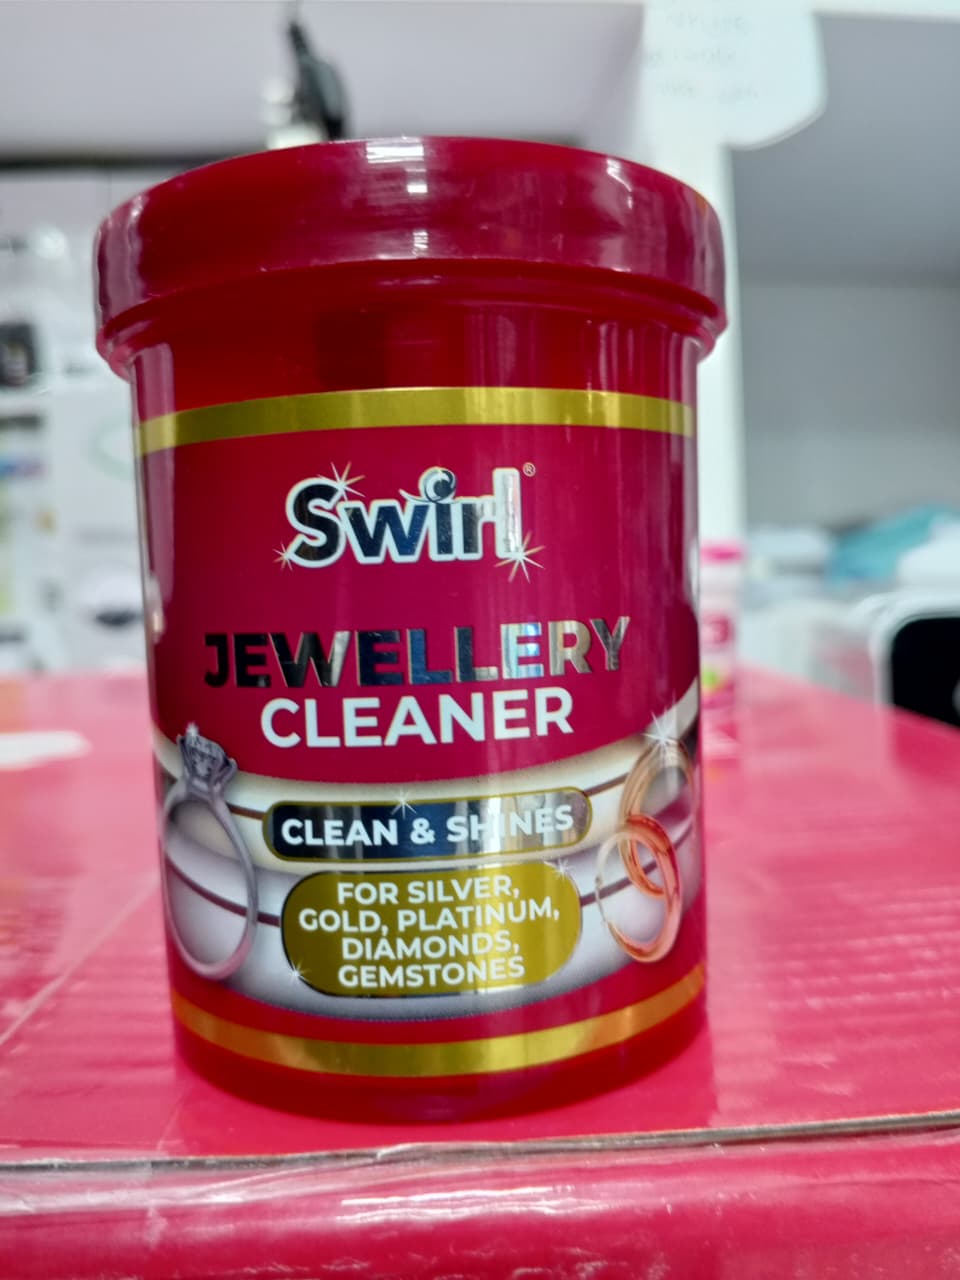 Swirl®
JEWELLERY
CLEANER
CLEAN & SHINES
FOR SILVER,
GOLD, PLATINUM,
DIAMONDS,
GEMSTONES